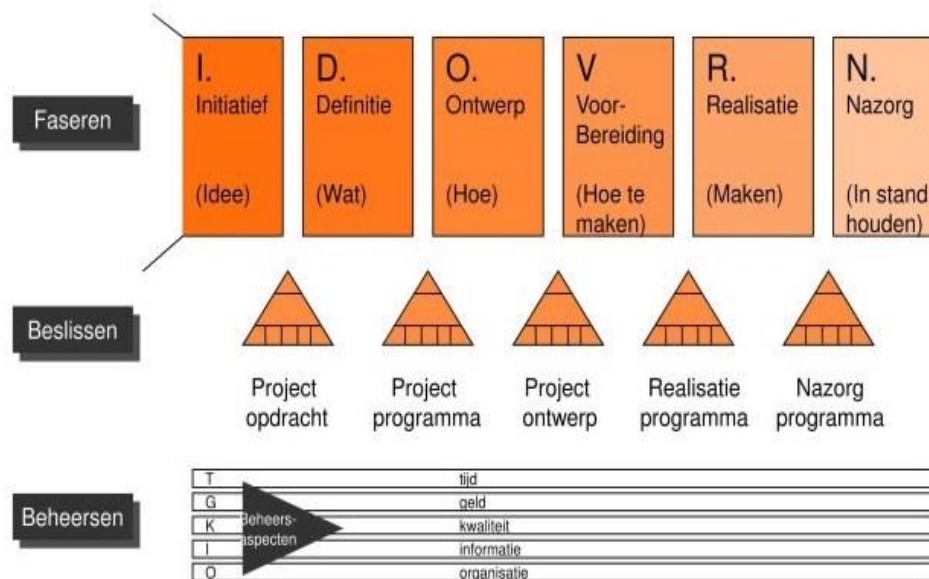 Faseren
I.
Initiatief
(Idee)
D.
Definitie
(Wat)
O.
Ontwerp
(Hoe)
V
Voor-
Bereiding
(Hoe te
maken)
R.
Realisatie
(Maken)
N.
Nazorg
(In stand
houden)
Beslissen
Project
opdracht
Project
programma
Project
ontwerp
Realisatie
programma
Nazorg
programma
Beheersen
Beheers-
aspecten
T tijd
G geld
K kwaliteit
I informatie
O organisatie